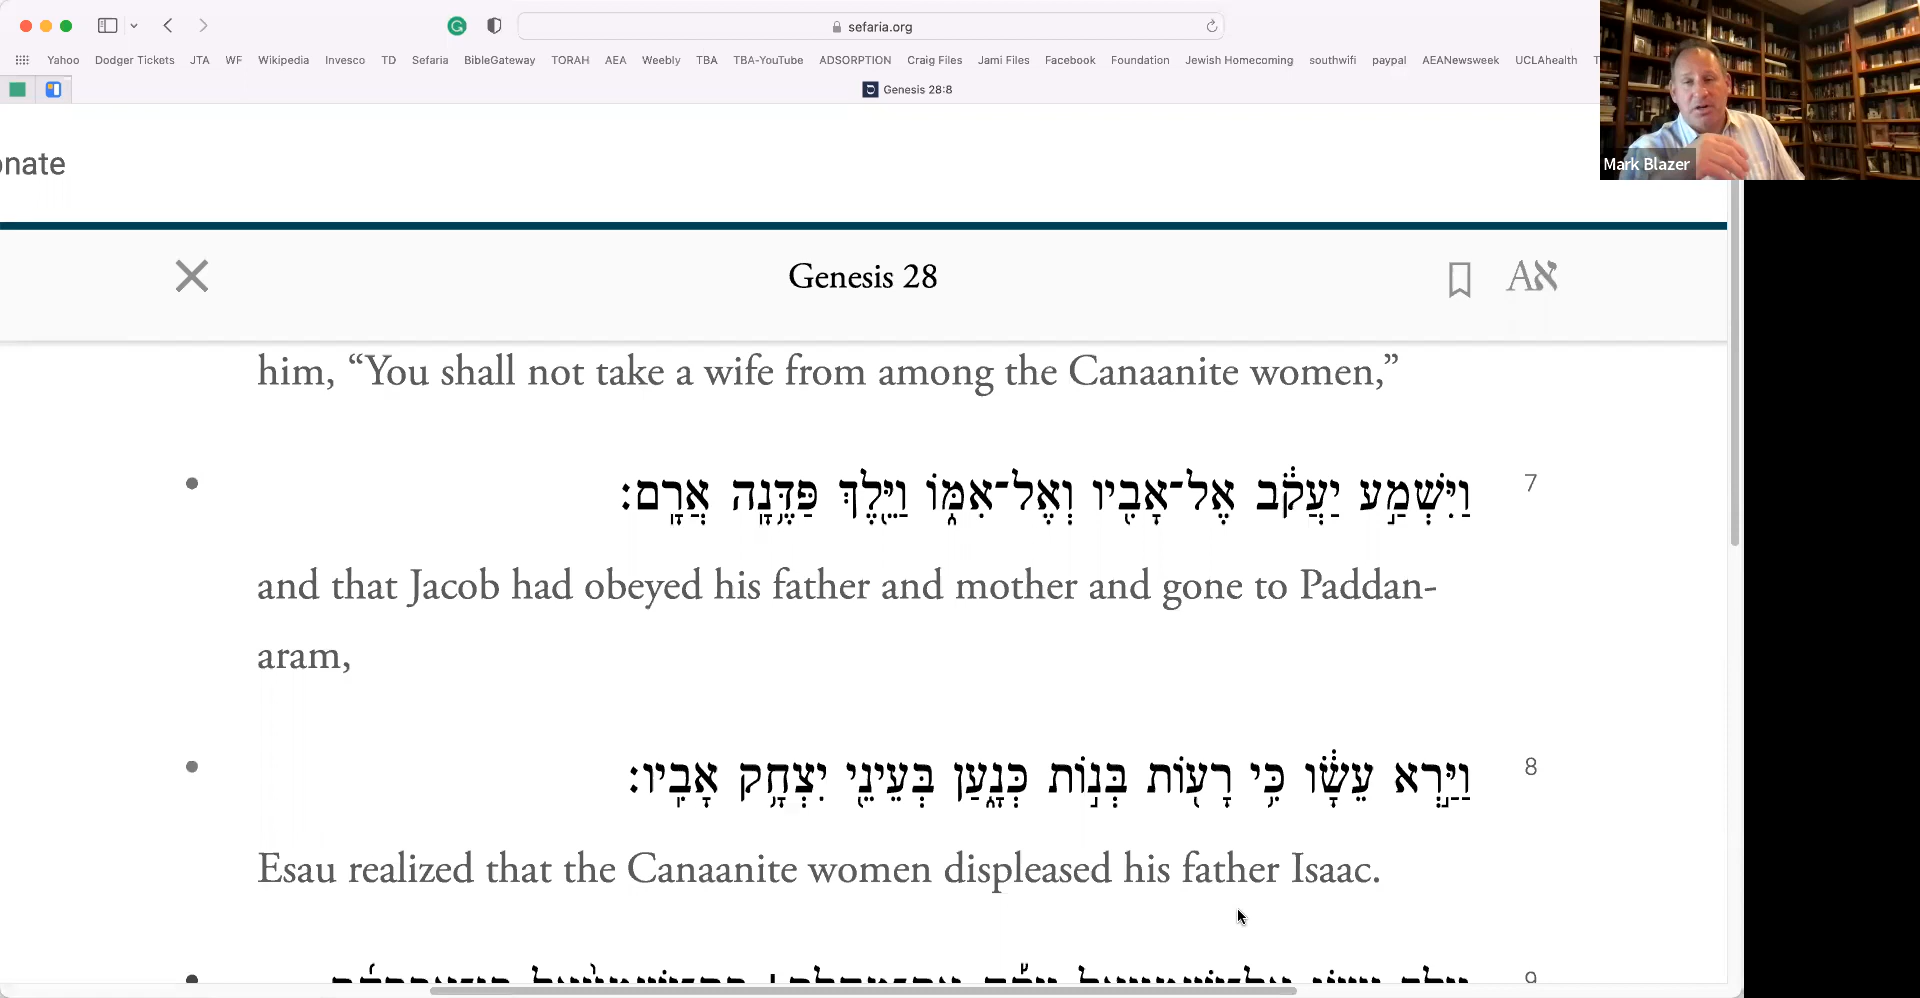 sefaria.org
Yahoo Dodger Tickets JTA WF Wikipedia Invesco TD Sefaria BibleGateway TORAH AEA Weebly TBA TBA-YouTube ADSORPTION Craig Files Jami Files Facebook Foundation Jewish Homecoming southwifi paypal AEANewsweek UCLAhealth
Genesis 28:8
Mark Blazer
onate
Genesis 28
Aא
him, “You shall not take a wife from among the Canaanite women,”
7
וַיִּשְׁמַ֣ע יַעֲקֹ֔ב אֶל־אָבִ֖יו וְאֶל־אִמּ֑וֹ וַיֵּ֖לֶךְ פַּדֶּ֥נָֽה אֲרָֽם׃
and that Jacob had obeyed his father and mother and gone to Paddan-
aram,
8
וַיַּ֣רְא עֵשָׂ֔ו כִּ֥י רָע֖וֹת בְּנ֣וֹת כְּנָ֑עַן בְּעֵינֵ֖י יִצְחָ֥ק אָבִֽיו׃
Esau realized that the Canaanite women displeased his father Isaac.
9